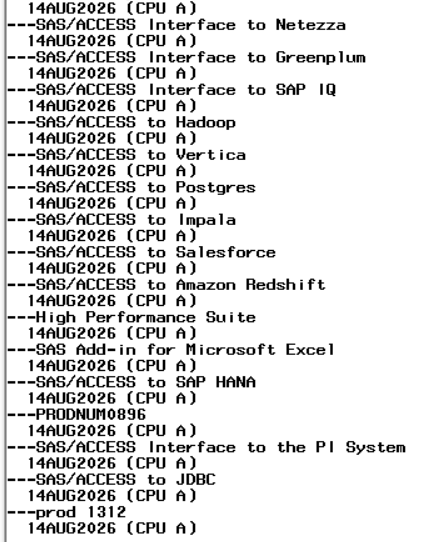 14AUG2026 (CPU A)
---SAS/ACCESS Interface to Netezza
14AUG2026 (CPU A)
---SAS/ACCESS Interface to Greenplum
14AUG2026 (CPU A)
---SAS/ACCESS Interface to SAP IQ
14AUG2026 (CPU A)
---SAS/ACCESS to Hadoop
14AUG2026 (CPU A)
---SAS/ACCESS to Vertica
14AUG2026 (CPU A)
---SAS/ACCESS to Postgres
14AUG2026 (CPU A)
---SAS/ACCESS to Impala
14AUG2026 (CPU A)
---SAS/ACCESS to Salesforce
14AUG2026 (CPU A)
---SAS/ACCESS to Amazon Redshift
14AUG2026 (CPU A)
---High Performance Suite
14AUG2026 (CPU A)
---SAS Add-in for Microsoft Excel
14AUG2026 (CPU A)
---SAS/ACCESS to SAP HANA
14AUG2026 (CPU A)
---PRODNUM0896
14AUG2026 (CPU A)
---SAS/ACCESS Interface to the PI System
14AUG2026 (CPU A)
---SAS/ACCESS to JDBC
14AUG2026 (CPU A)
---prod 1312
14AUG2026 (CPU A)